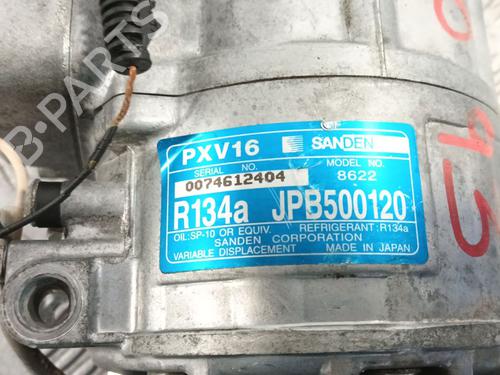 PXV16 SANDEN
SERIAL NO. MODEL NO.
0074612404 8622
R134a JPB500120
OIL:SP-10 OR EQUIV. REFRIGERANT:R134a
SANDEN CORPORATION
VARIABLE DISPLACEMENT MADE IN JAPAN
B-PARTS